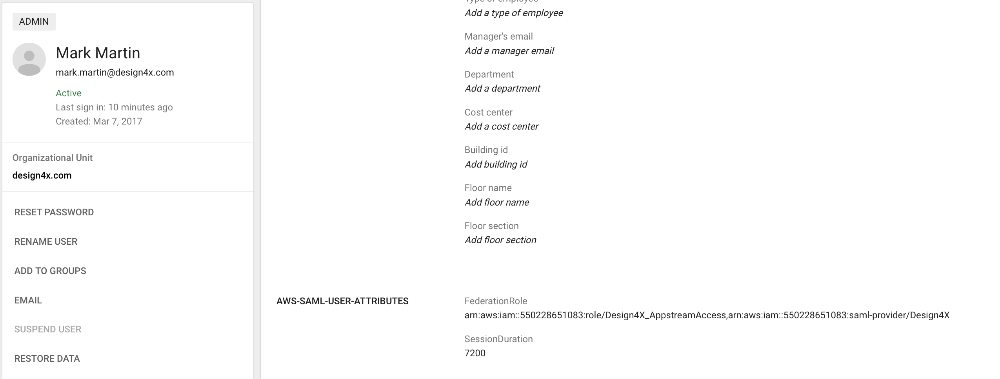 ADMIN
Mark Martin
mark.martin@design4x.com
Active
Last sign in: 10 minutes ago
Created: Mar 7, 2017
Organizational Unit
design4x.com
RESET PASSWORD
RENAME USER
ADD TO GROUPS
EMAIL
SUSPEND USER
RESTORE DATA
Type of employee
Add a type of employee
Manager's email
Add a manager email
Department
Add a department
Cost center
Add a cost center
Building id
Add building id
Floor name
Add floor name
Floor section
Add floor section
AWS-SAML-USER-ATTRIBUTES
FederationRole
arn:aws:iam::550228651083:role/Design4X_AppstreamAccess,arn:aws:iam::550228651083:saml-provider/Design4X
SessionDuration
7200